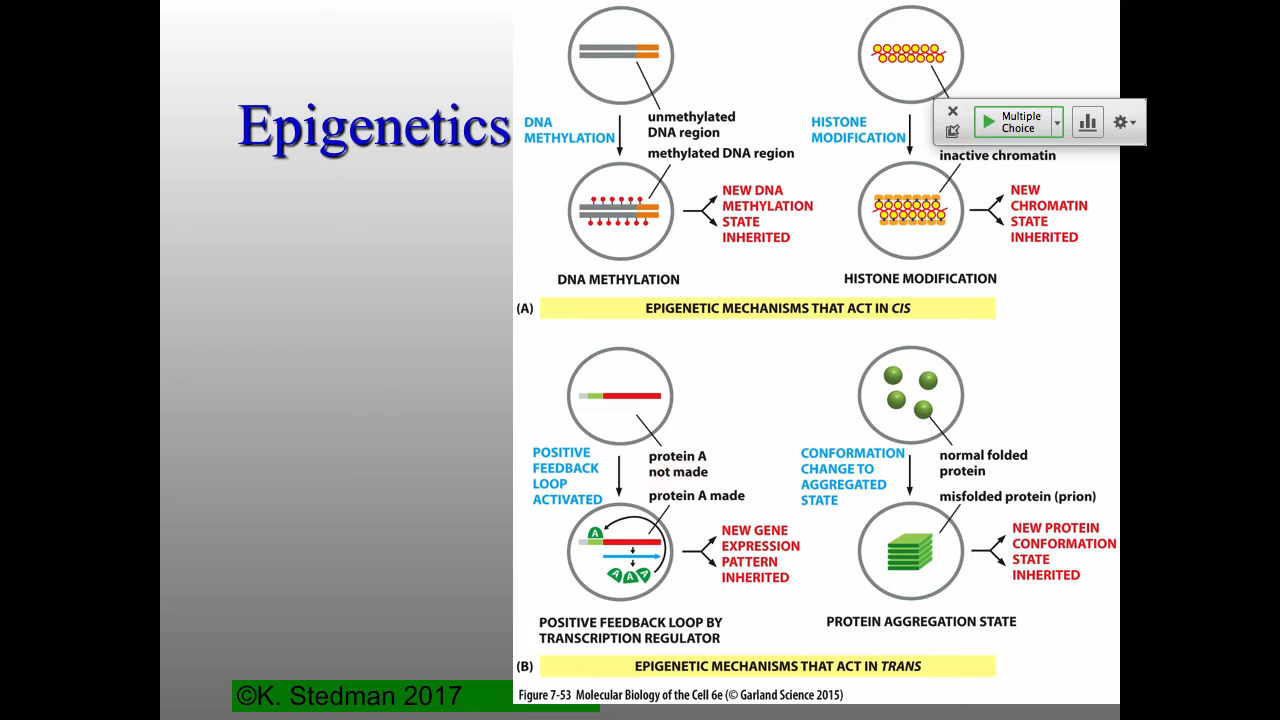 Epigenetics
DNA
METHYLATION
unmethylated
DNA region
methylated DNA region
NEW DNA
METHYLATION
STATE
INHERITED
DNA METHYLATION
HISTONE
MODIFICATION
Multiple
Choice
inactive chromatin
NEW
CHROMATIN
STATE
INHERITED
HISTONE MODIFICATION
(A)
EPIGENETIC MECHANISMS THAT ACT IN CIS
POSITIVE
FEEDBACK
LOOP
ACTIVATED
protein A
not made
protein A made
A
A A A
NEW GENE
EXPRESSION
PATTERN
INHERITED
POSITIVE FEEDBACK LOOP BY
TRANSCRIPTION REGULATOR
CONFORMATION
CHANGE TO
AGGREGATED
STATE
normal folded
protein
misfolded protein (prion)
NEW PROTEIN
CONFORMATION
STATE
INHERITED
PROTEIN AGGREGATION STATE
(B)
EPIGENETIC MECHANISMS THAT ACT IN TRANS
©K. Stedman 2017
Figure 7-53 Molecular Biology of the Cell 6e (© Garland Science 2015)